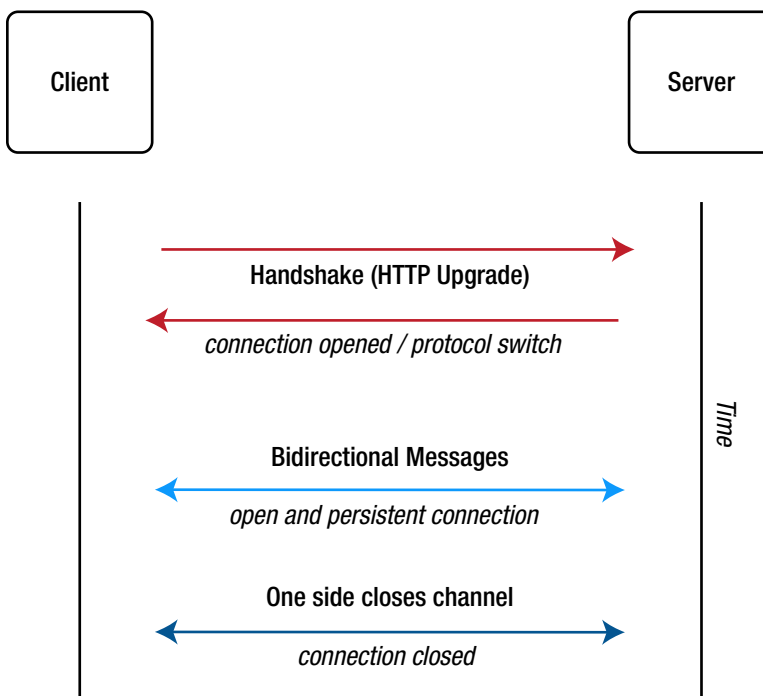 Client
Server
Handshake (HTTP Upgrade)
connection opened / protocol switch
Time
Bidirectional Messages
open and persistent connection
One side closes channel
connection closed